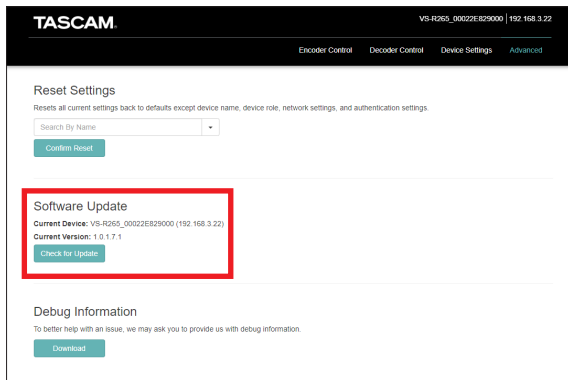 TASCAM.
VS-R265_00022E829000 | 192.168.3.22
Encoder Control Decoder Control Device Settings Advanced
Reset Settings
Resets all current settings back to defaults except device name, device role, network settings, and authentication settings.
Search By Name
Confirm Reset
Software Update
Current Device: VS-R265_00022E829000 (192.168.3.22)
Current Version: 1.0.1.7.1
Check for Update
Debug Information
To better help with an issue, we may ask you to provide us with debug information.
Download